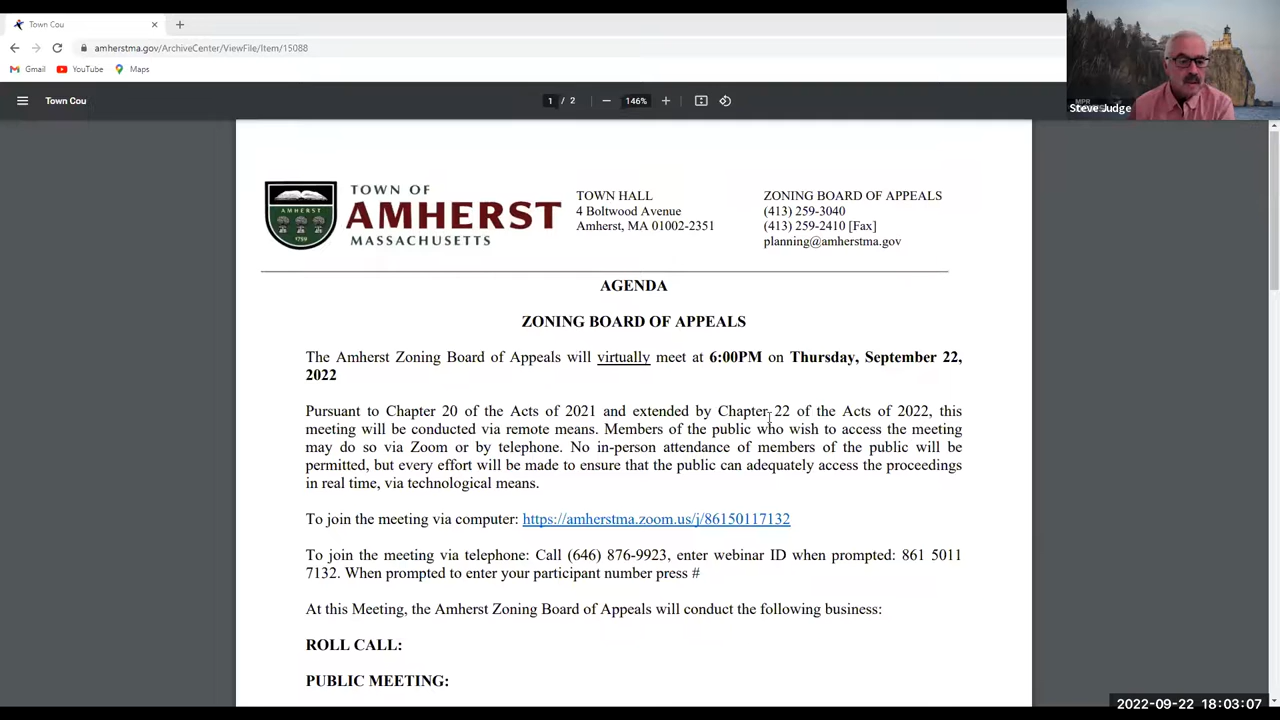 Town Cou
amherstma.gov/ArchiveCenter/ViewFile/Item/15088
Gmail YouTube Maps
Town Cou 1 / 2 146%
Steve Judge
AMHERST
1759
TOWN OF
AMHERST
MASSACHUSETTS
TOWN HALL
4 Boltwood Avenue
Amherst, MA 01002-2351
ZONING BOARD OF APPEALS
(413) 259-3040
(413) 259-2410 [Fax]
planning@amherstma.gov
AGENDA
ZONING BOARD OF APPEALS
The Amherst Zoning Board of Appeals will virtually meet at 6:00PM on Thursday, September 22,
2022
Pursuant to Chapter 20 of the Acts of 2021 and extended by Chapter 22 of the Acts of 2022, this
meeting will be conducted via remote means. Members of the public who wish to access the meeting
may do so via Zoom or by telephone. No in-person attendance of members of the public will be
permitted, but every effort will be made to ensure that the public can adequately access the proceedings
in real time, via technological means.
To join the meeting via computer: https://amherstma.zoom.us/j/86150117132
To join the meeting via telephone: Call (646) 876-9923, enter webinar ID when prompted: 861 5011
7132. When prompted to enter your participant number press #
At this Meeting, the Amherst Zoning Board of Appeals will conduct the following business:
ROLL CALL:
PUBLIC MEETING:
2022-09-22 18:03:07